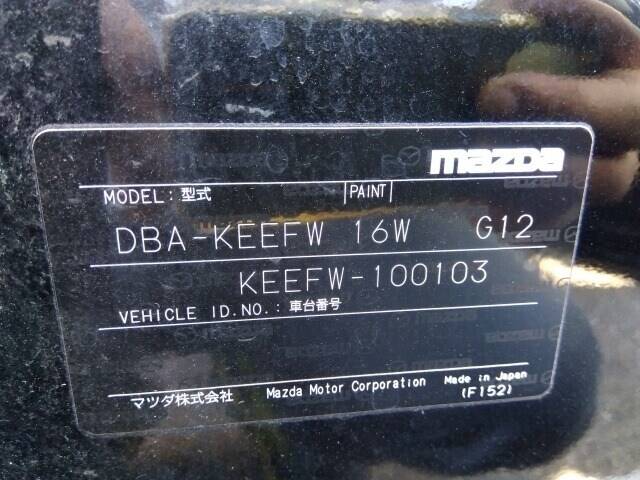 mazda
MODEL: 型式 PAINT
DBA-KEEFW 16W G12
KEEFW-100103
VEHICLE ID.NO.: 車台番号
マツダ株式会社 Mazda Motor Corporation Made in Japan
(F152)